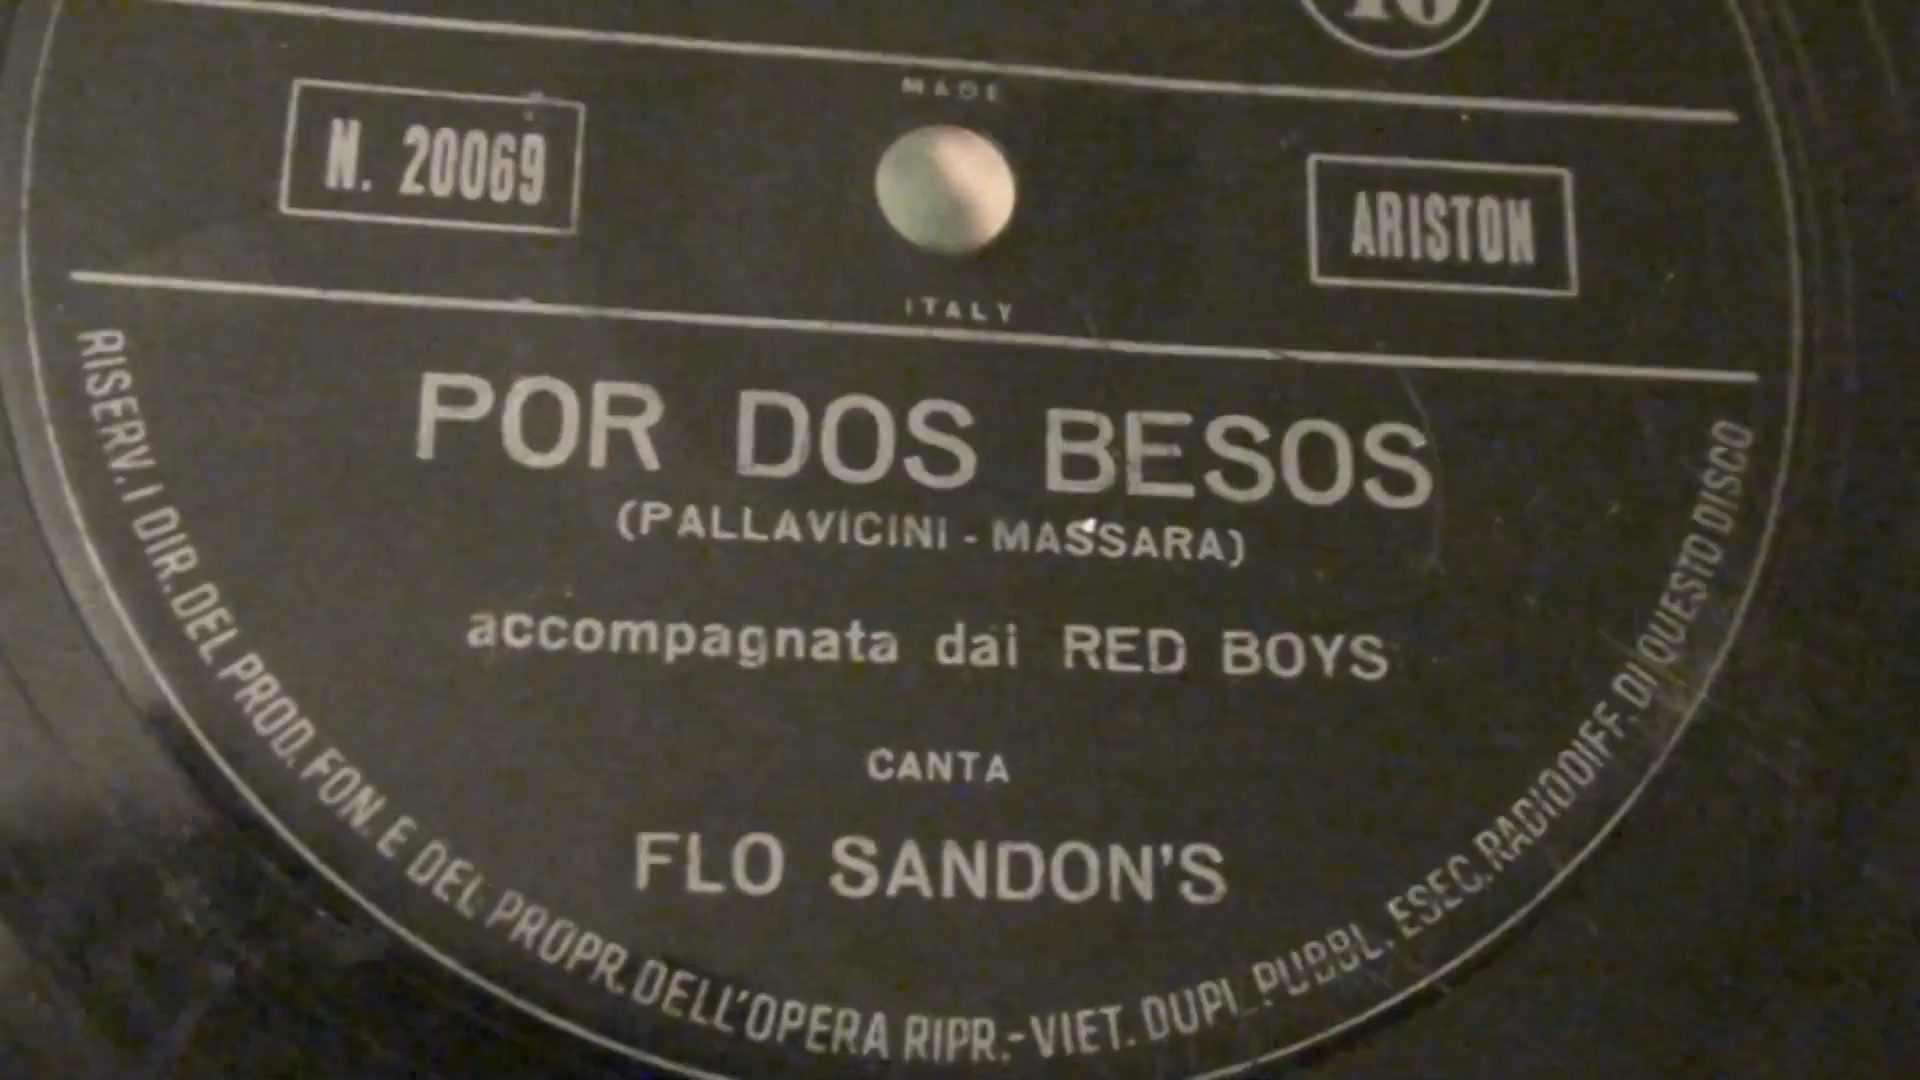 MADE
N. 20069
ARISTON
ITALY
POR DOS BESOS
(PALLAVICINI - MASSARA)
accompagnata dai RED BOYS
CANTA
FLO SANDON'S
RISERV. I DIR. DEL PROD. FON. E DEL PROPR. DELL'OPERA RIPR.-VIET. DUPL. PUBBL. ESEC. RADIODIFF. DI QUESTO DISCO